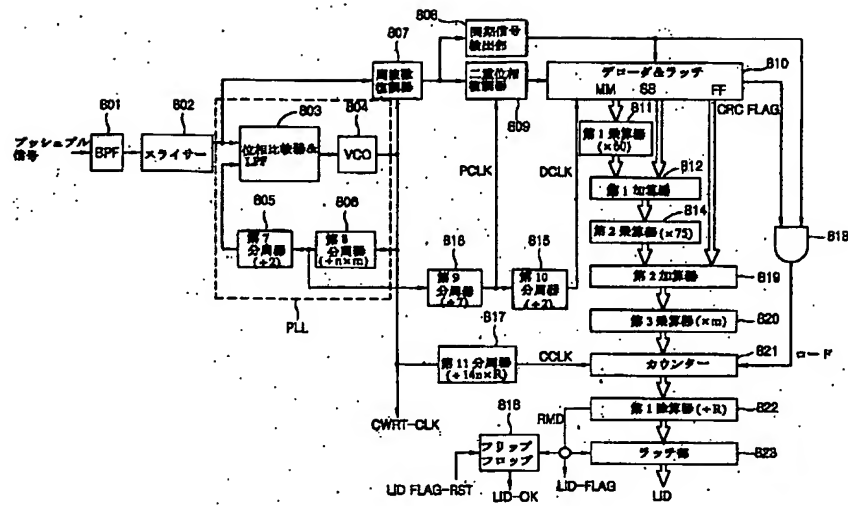 808
同期信号
検出部
807
周波数
復調器
二重位相
復調器
809
デローダ&ラッチ
MM SS FF
810
CRC FLAG
811
第1乗算器
(×60)
812
第1加算器
814
第2乗算器(×75)
第2加算器
819
第3乗算器(×m)
820
カウンター
821
第1除算器(÷R)
822
ラッチ部
823
LID
818
ロード
プッシュプル
信号
801
BPF
802
スライサー
803
位相比較器&
LPF
804
VCO
805
第7
分周器
(÷2)
806
第8
分周器
(÷n×m)
PLL
PCLK
DCLK
816
第9
分周器
(÷7)
815
第10
分周器
(÷2)
817
第11分周器
(÷14n×R)
CCLK
CWRT-CLK
818
フリップ
フロップ
RMD
LID FLAG-RST
LID-OK
LID-FLAG